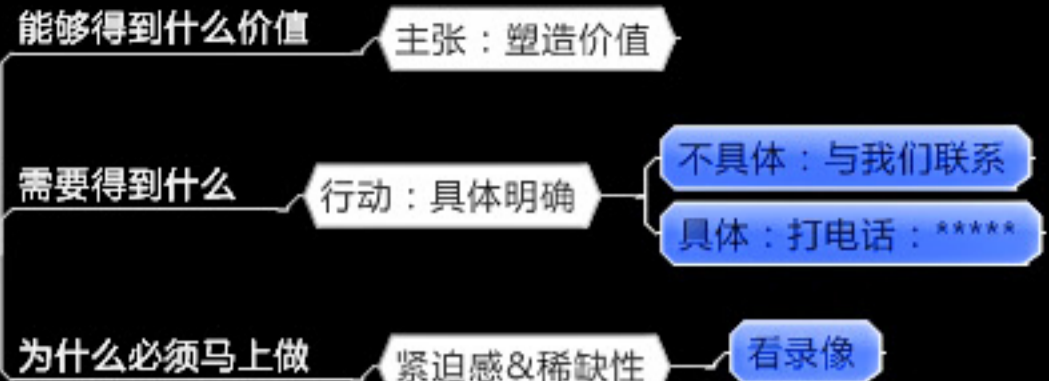 能够得到什么价值
主张：塑造价值
需要得到什么
行动：具体明确
不具体：与我们联系
具体：打电话：*****
为什么必须马上做
紧迫感&稀缺性
看录像